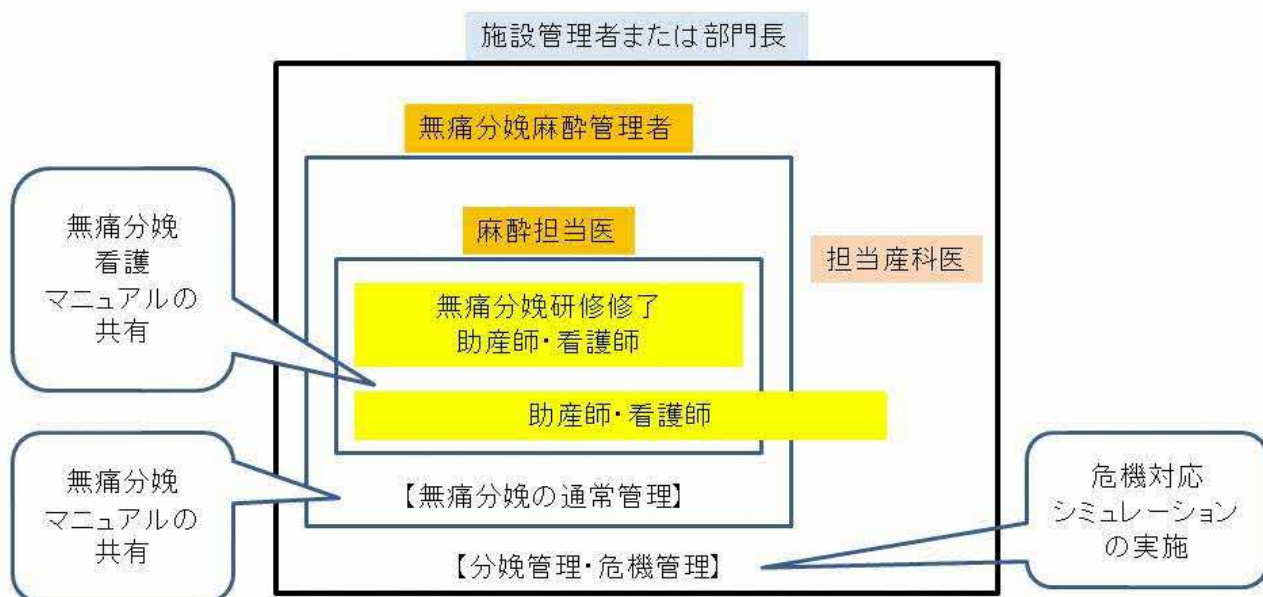 施設管理者または部門長
無痛分娩麻酔管理者
麻酔担当医
担当産科医
無痛分娩研修修了
助産師・看護師
助産師・看護師
【無痛分娩の通常管理】
【分娩管理・危機管理】
無痛分娩
看護
マニュアルの
共有
無痛分娩
マニュアルの
共有
危機対応
シミュレーション
の実施